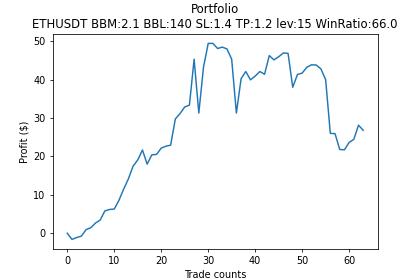 Portfolio
ETHUSDT BBM:2.1 BBL:140 SL:1.4 TP:1.2 lev:15 WinRatio:66.0
50
40
30
20
10
0
Profit ($)
0 10 20 30 40 50 60
Trade counts